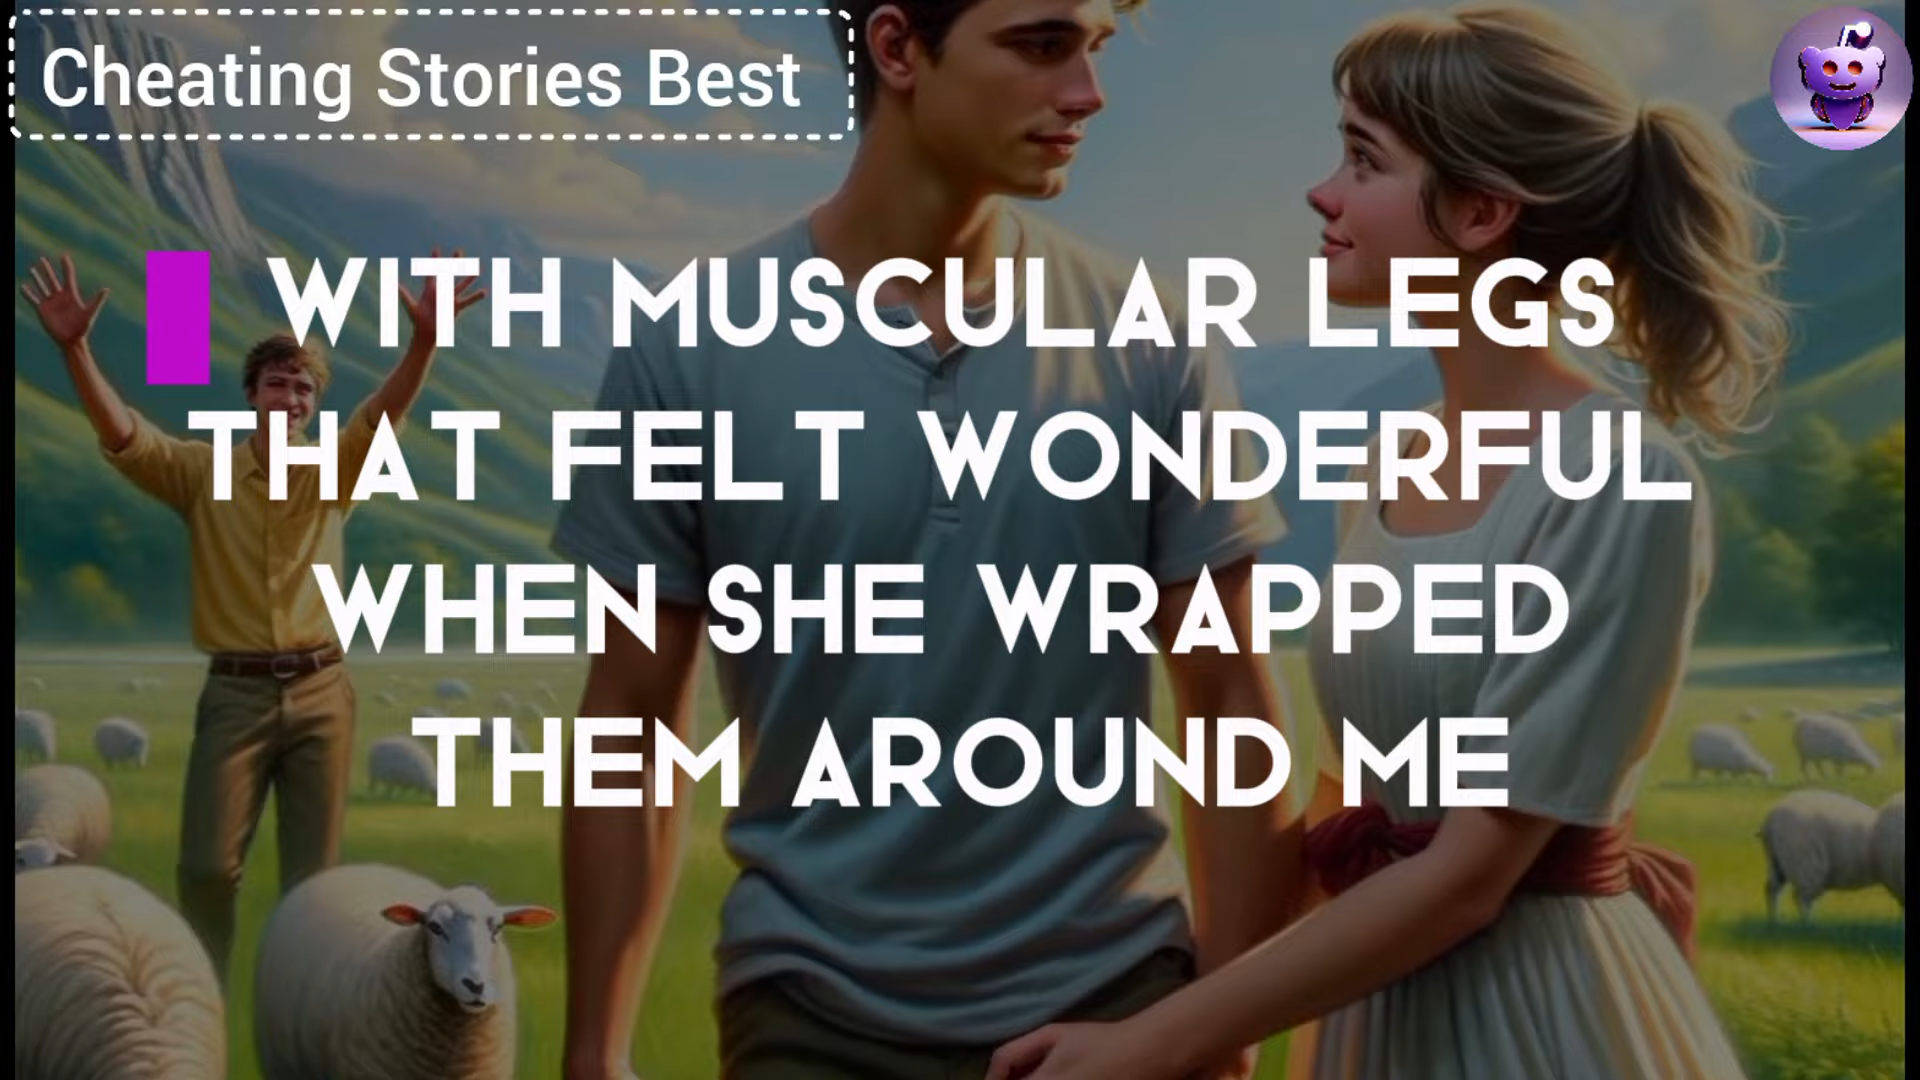 Cheating Stories Best
WITH MUSCULAR LEGS
THAT FELT WONDERFUL
WHEN SHE WRAPPED
THEM AROUND ME